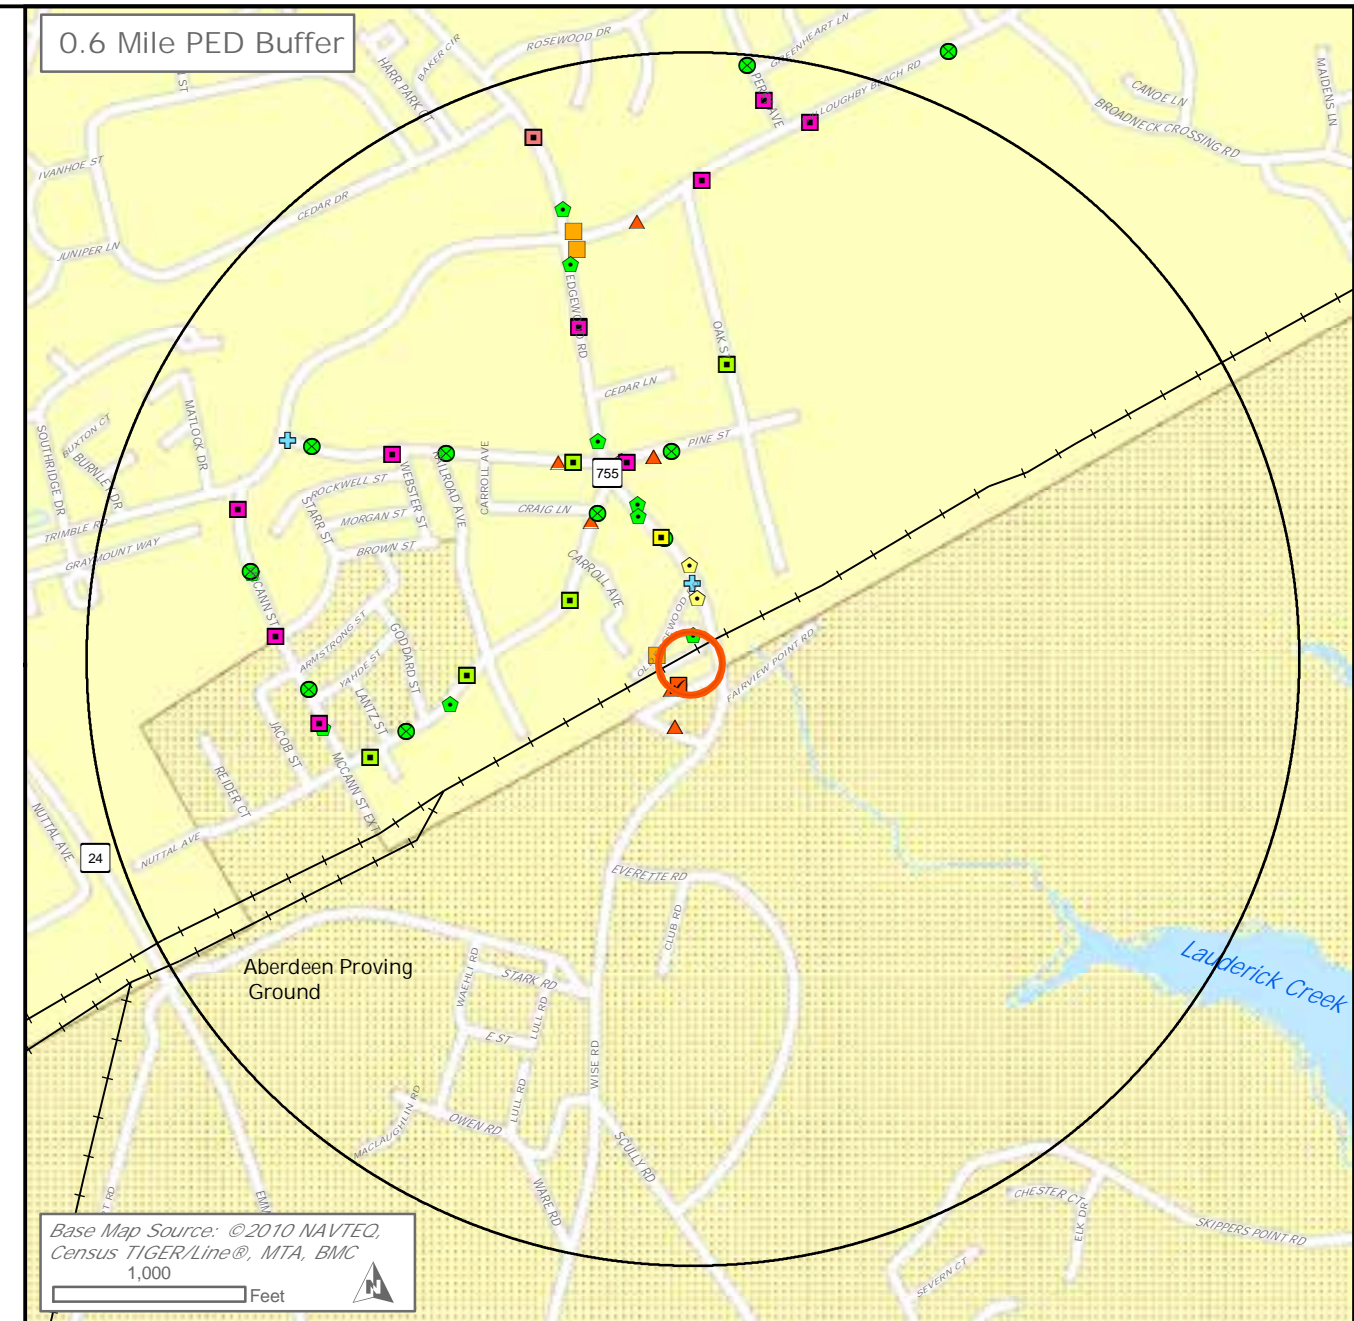 0.6 Mile PED Buffer
ROSEWOOD DR
GREENHEART LN
BAKER CIR
HARR PARK CT
WILLOUGHBY BEACH RD
CANOE LN
BROADNECK CROSSING RD
MAIDENS LN
IVANHOE ST
CEDAR DR
JUNIPER LN
EDGEWOOD RD
OAK ST
CEDAR LN
PINE ST
755
BUXTON CT
BURNLEY DR
SOUTHRIDGE DR
MATLOCK DR
TRIMBLE RD
GRAYMOUNT WAY
ROCKWELL ST
STARR ST
MORGAN ST
WEBSTER ST
RAILROAD AVE
CARROLL AVE
CRAIG LN
BROWN ST
CARROLL AVE
MCCANN ST
ARMSTRONG ST
YAHDE ST
GODDARD ST
LANTZ ST
JACOB ST
REIDER CT
MCCANN ST EXT
NUTTAL AVE
NUTTAL AVE
24
FAIRVIEW POINT RD
EVERETTE RD
CLUB RD
Aberdeen Proving
Ground
STARK RD
WAEHLI RD
LULL RD
E ST
LULL RD
WISE RD
OWEN RD
MACLAUGHLIN RD
SCULLY RD
WARE RD
Lauderick Creek
CHESTER CT
ELK DR
SKIPPERS POINT RD
SEVERN CT
Base Map Source: ©2010 NAVTEQ,
Census TIGER/Line®, MTA, BMC
1,000
Feet
N